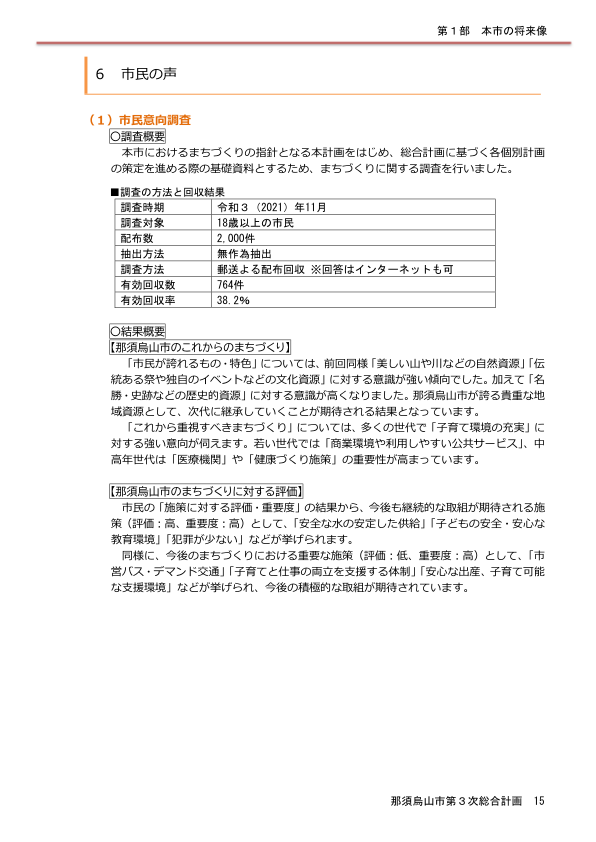 第１部　本市の将来像
6　市民の声
（１）市民意向調査
〇調査概要
　本市におけるまちづくりの指針となる本計画をはじめ、総合計画に基づく各個別計画
の策定を進める際の基礎資料とするため、まちづくりに関する調査を行いました。
■調査の方法と回収結果
調査時期　令和３（2021）年11月
調査対象　18歳以上の市民
配布数　2,000件
抽出方法　無作為抽出
調査方法　郵送よる配布回収 ※回答はインターネットも可
有効回収数　764件
有効回収率　38.2％
〇結果概要
【那須烏山市のこれからのまちづくり】
　「市民が誇れるもの・特色」については、前回同様「美しい山や川などの自然資源」「伝
統ある祭や独自のイベントなどの文化資源」に対する意識が強い傾向でした。加えて「名
勝・史跡などの歴史的資源」に対する意識が高くなりました。那須烏山市が誇る貴重な地
域資源として、次代に継承していくことが期待される結果となっています。
　「これから重視すべきまちづくり」については、多くの世代で「子育て環境の充実」に
対する強い意向が伺えます。若い世代では「商業環境や利用しやすい公共サービス」、中
高年世代は「医療機関」や「健康づくり施策」の重要性が高まっています。
【那須烏山市のまちづくりに対する評価】
　市民の「施策に対する評価・重要度」の結果から、今後も継続的な取組が期待される施
策（評価：高、重要度：高）として、「安全な水の安定した供給」「子どもの安全・安心な
教育環境」「犯罪が少ない」などが挙げられます。
　同様に、今後のまちづくりにおける重要な施策（評価：低、重要度：高）として、「市
営バス・デマンド交通」「子育てと仕事の両立を支援する体制」「安心な出産、子育て可能
な支援環境」などが挙げられ、今後の積極的な取組が期待されています。
那須烏山市第３次総合計画　15